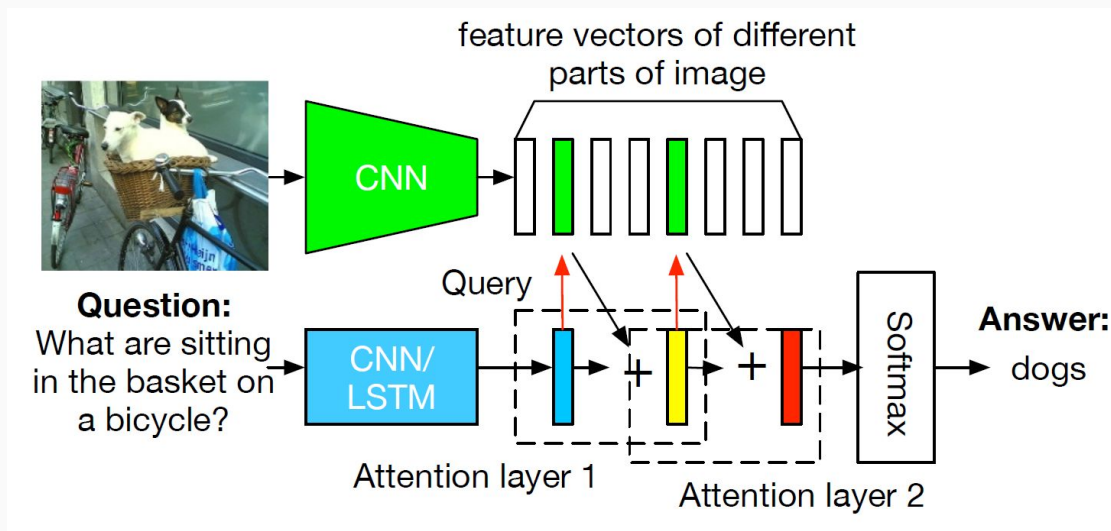 feature vectors of different
parts of image
CNN
Query
Question:
What are sitting
in the basket on
a bicycle?
CNN/
LSTM
+
+
Softmax
Answer:
dogs
Attention layer 1
Attention layer 2